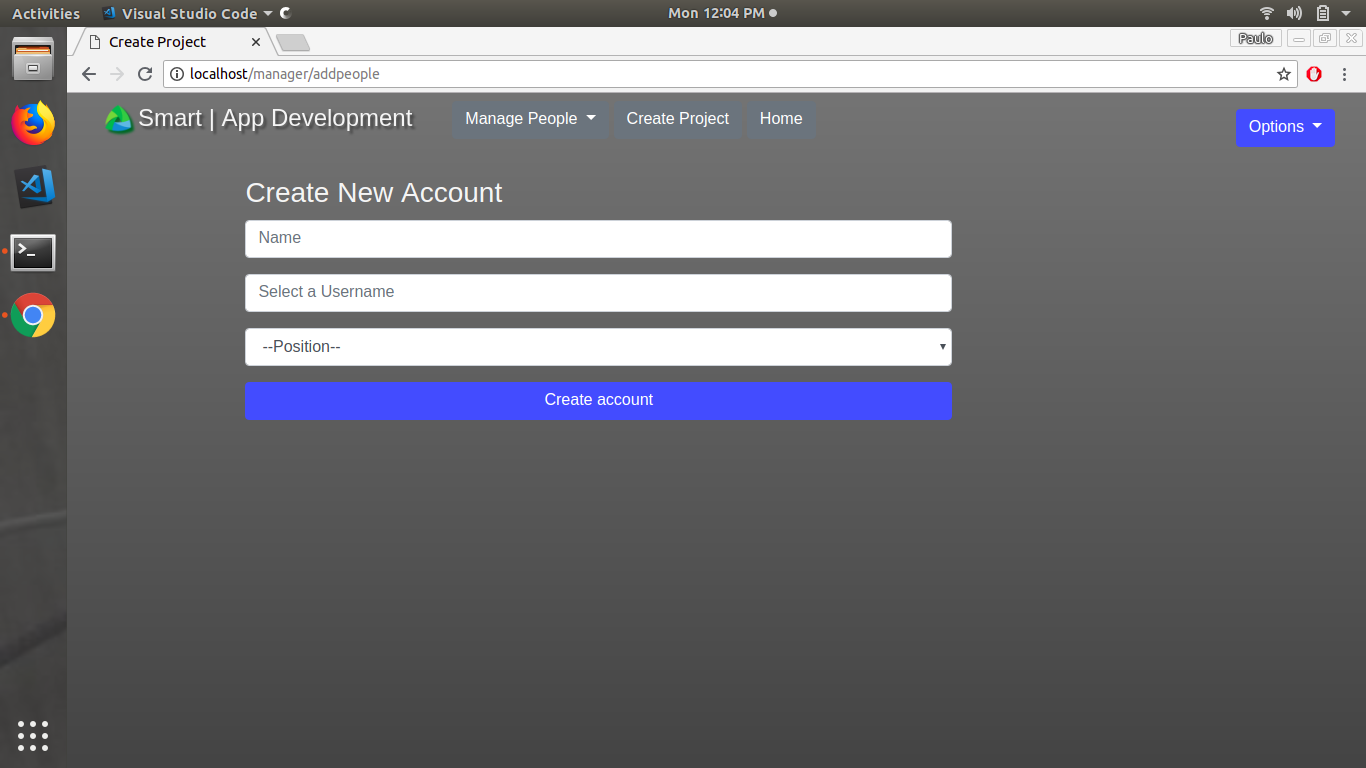 Activities Visual Studio Code Mon 12:04 PM
Create Project Paulo
localhost/manager/addpeople
Smart | App Development Manage People Create Project Home Options
Create New Account
Name
Select a Username
--Position--
Create account